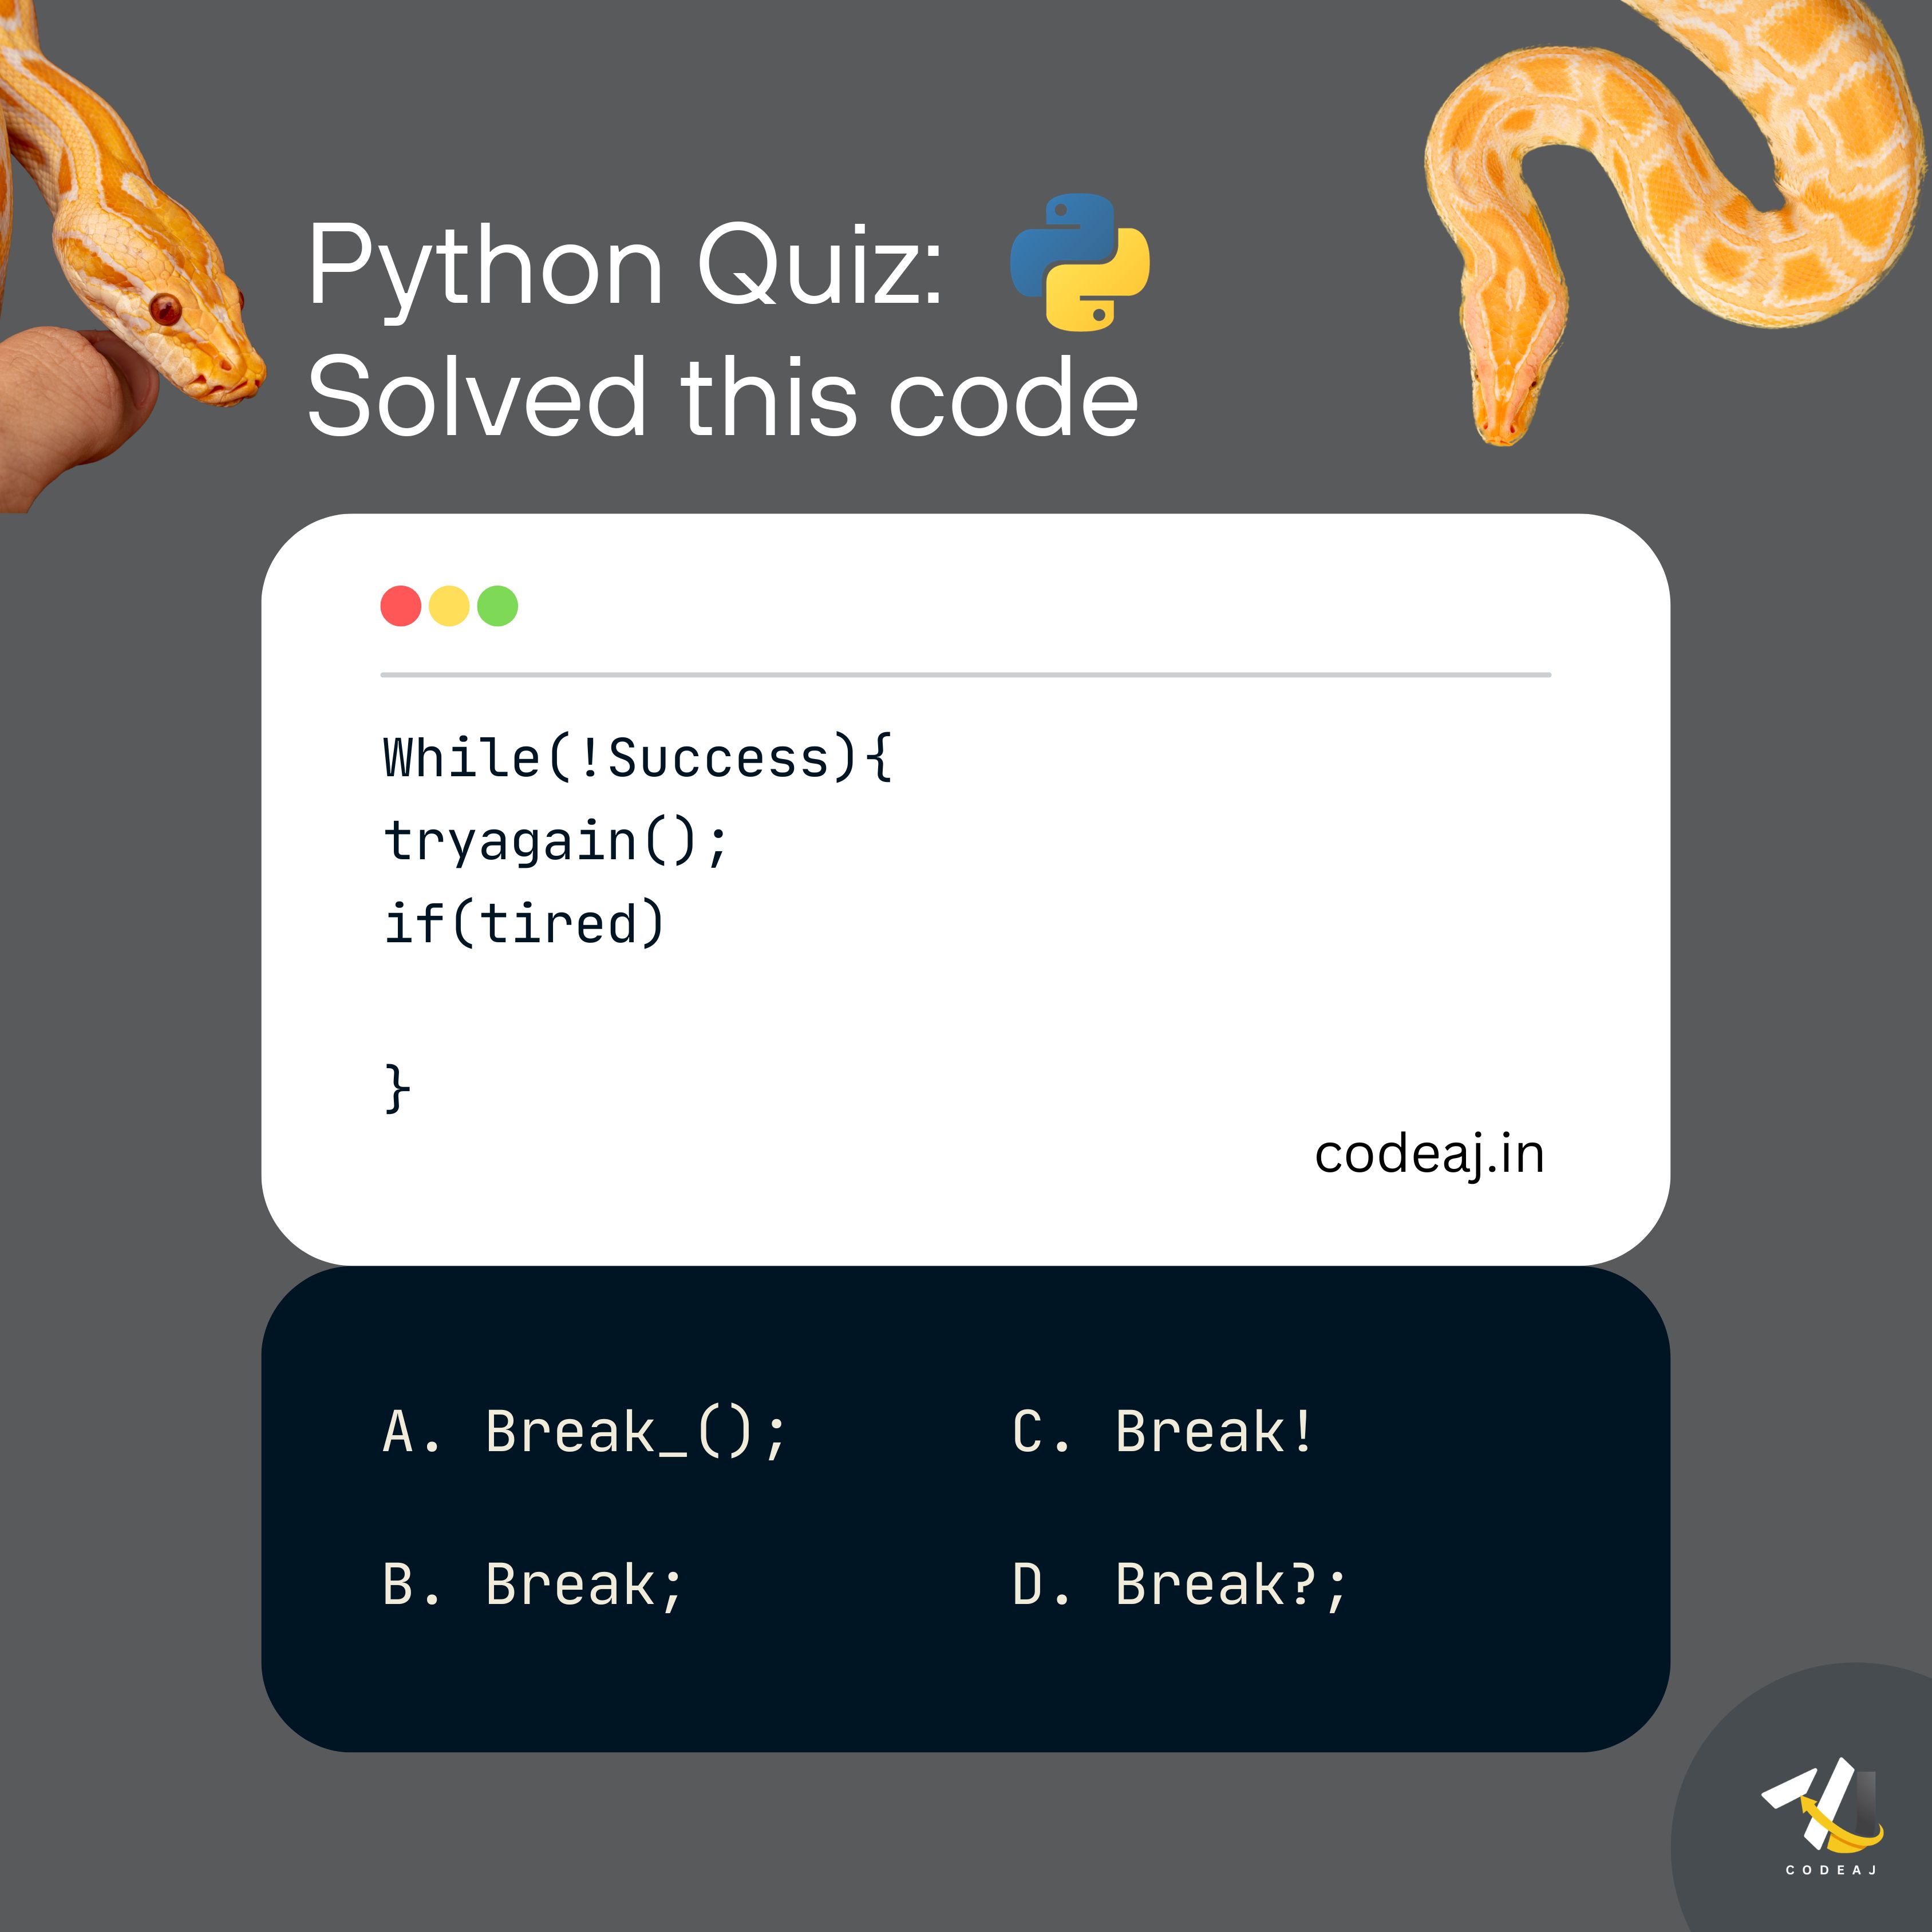 Python Quiz:
Solved this code
While(!Success){
tryagain();
if(tired)
}
codeaj.in
A. Break_();
C. Break!
B. Break;
D. Break?;
CODEAJ